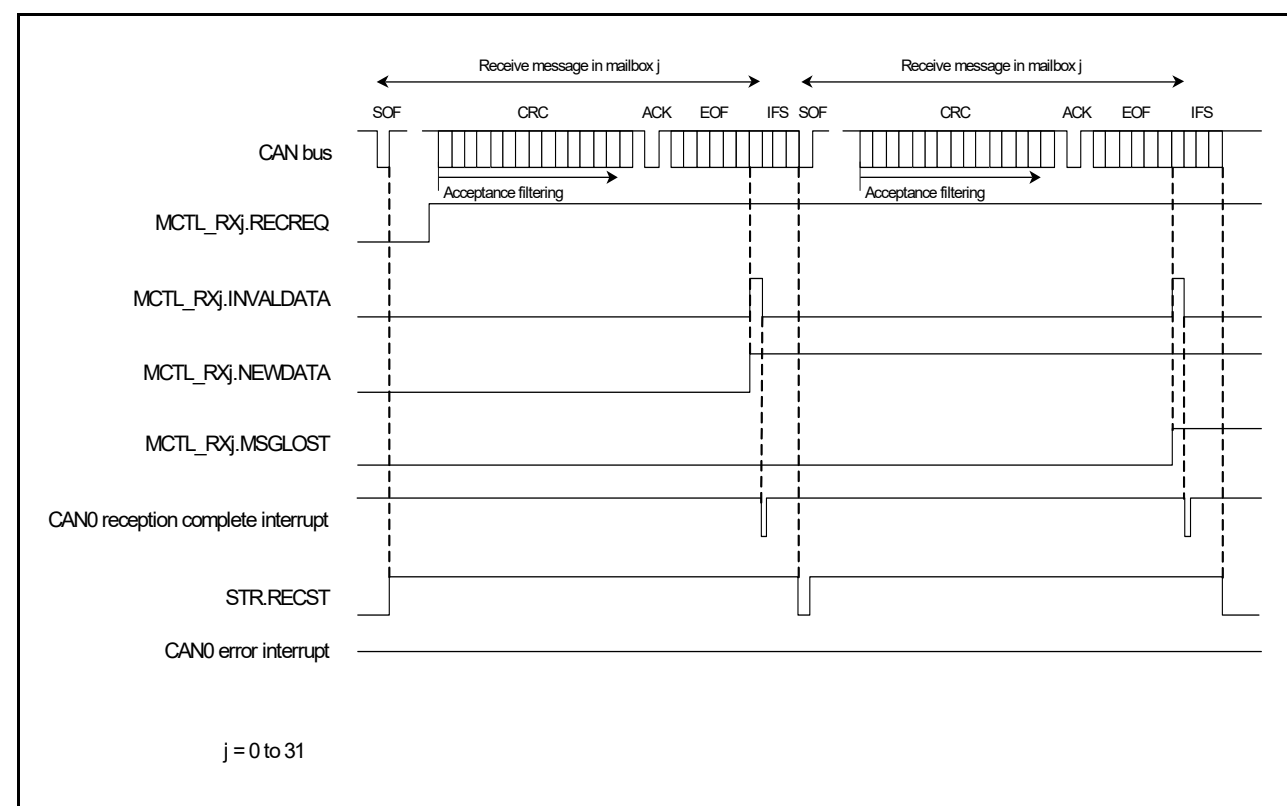 Receive message in mailbox j Receive message in mailbox j
SOF CRC ACK EOF IFS SOF CRC ACK EOF IFS
CAN bus
Acceptance filtering Acceptance filtering
MCTL_RXj.RECREQ
MCTL_RXj.INVALDATA
MCTL_RXj.NEWDATA
MCTL_RXj.MSGLOST
CAN0 reception complete interrupt
STR.RECST
CAN0 error interrupt
j = 0 to 31